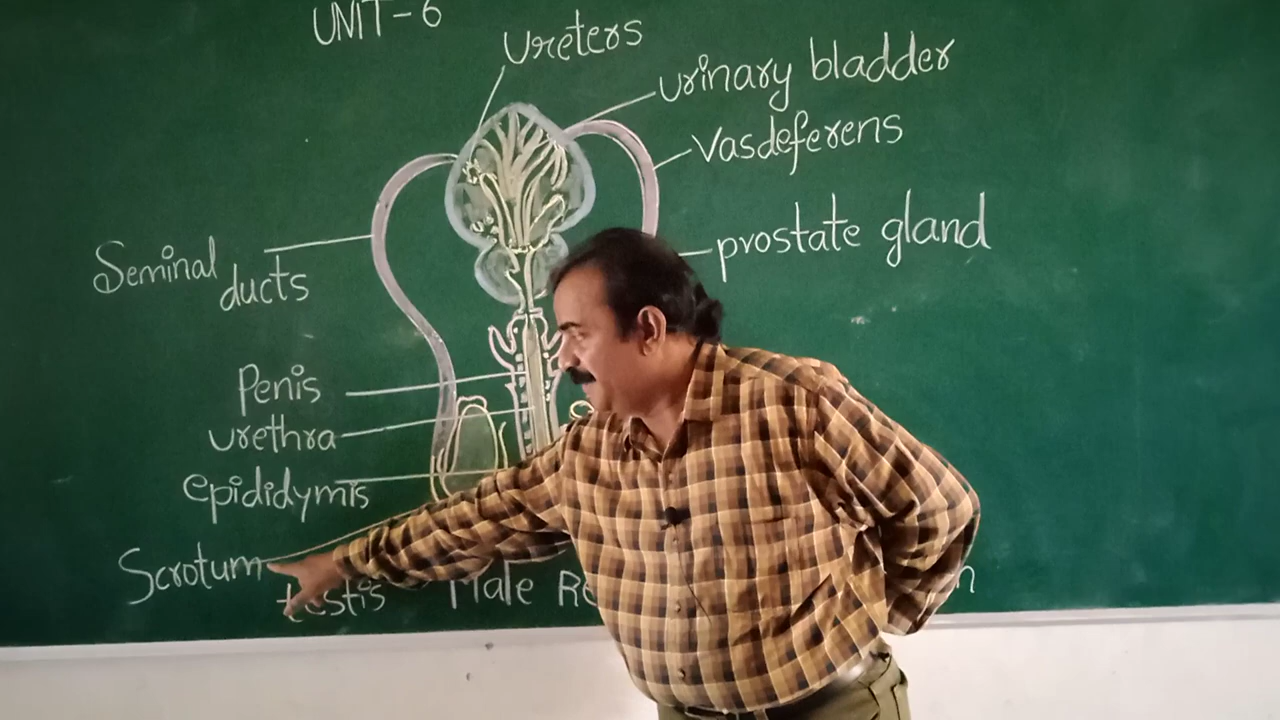 UNIT-6
Ureters
urinary bladder
vasdeferens
prostate gland
Seminal
ducts
Penis
urethra
epididymis
Scrotum
testis
Male Re